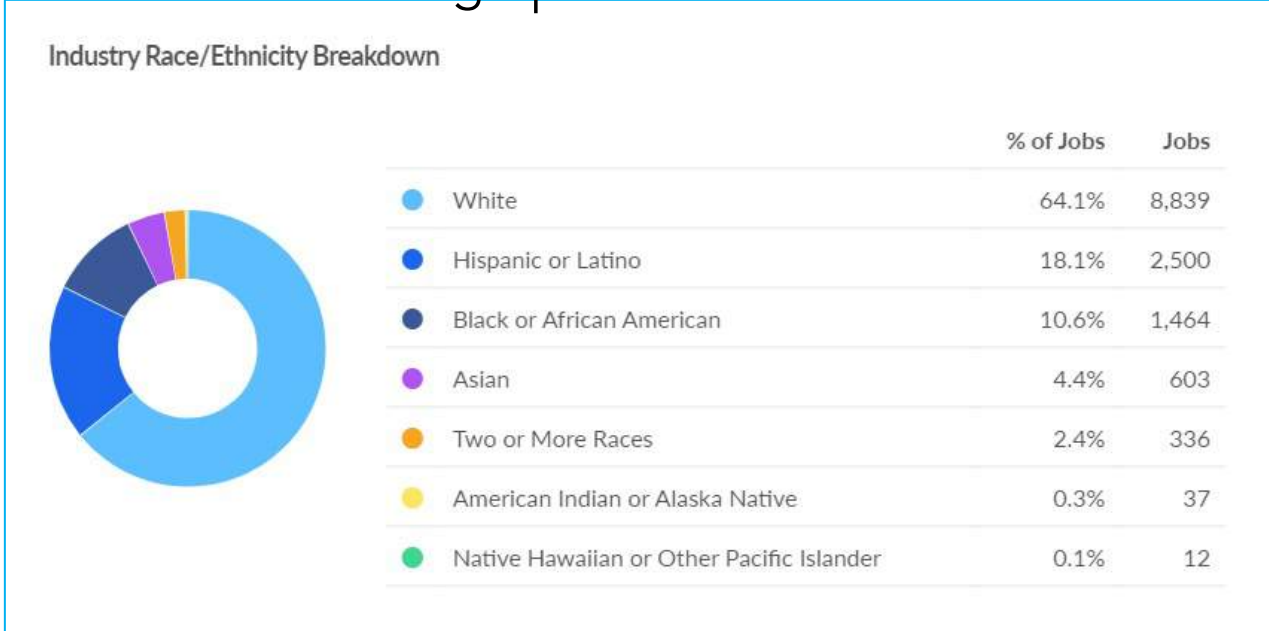 Industry Race/Ethnicity Breakdown
% of Jobs Jobs
White 64.1% 8,839
Hispanic or Latino 18.1% 2,500
Black or African American 10.6% 1,464
Asian 4.4% 603
Two or More Races 2.4% 336
American Indian or Alaska Native 0.3% 37
Native Hawaiian or Other Pacific Islander 0.1% 12